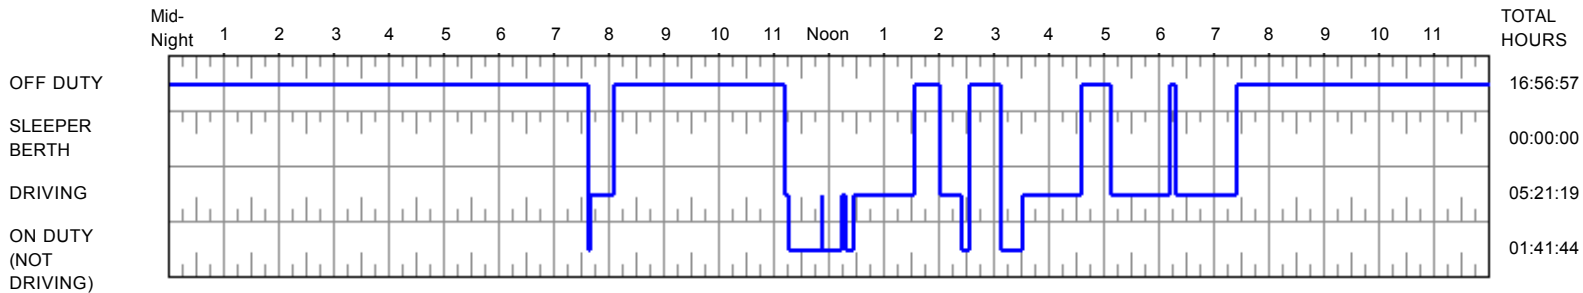 Mid-
Night 1 2 3 4 5 6 7 8 9 10 11 Noon 1 2 3 4 5 6 7 8 9 10 11
TOTAL
HOURS
OFF DUTY 16:56:57
SLEEPER
BERTH 00:00:00
DRIVING 05:21:19
ON DUTY
(NOT
DRIVING) 01:41:44